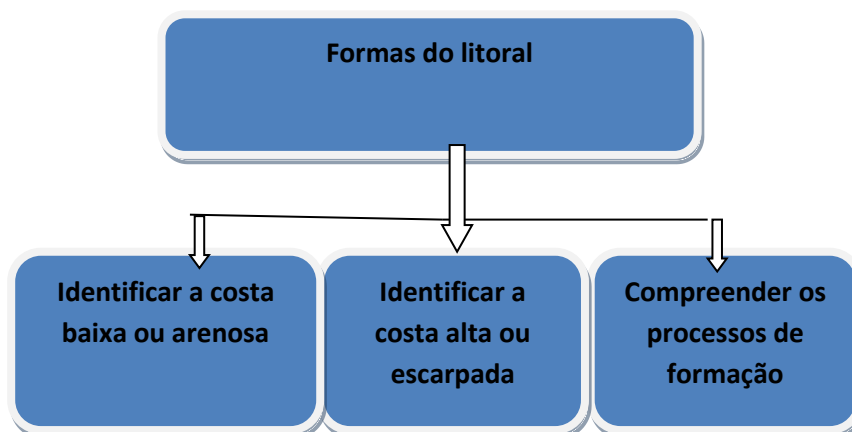 Formas do litoral
Identificar a costa
baixa ou arenosa
Identificar a
costa alta ou
escarpada
Compreender os
processos de
formação